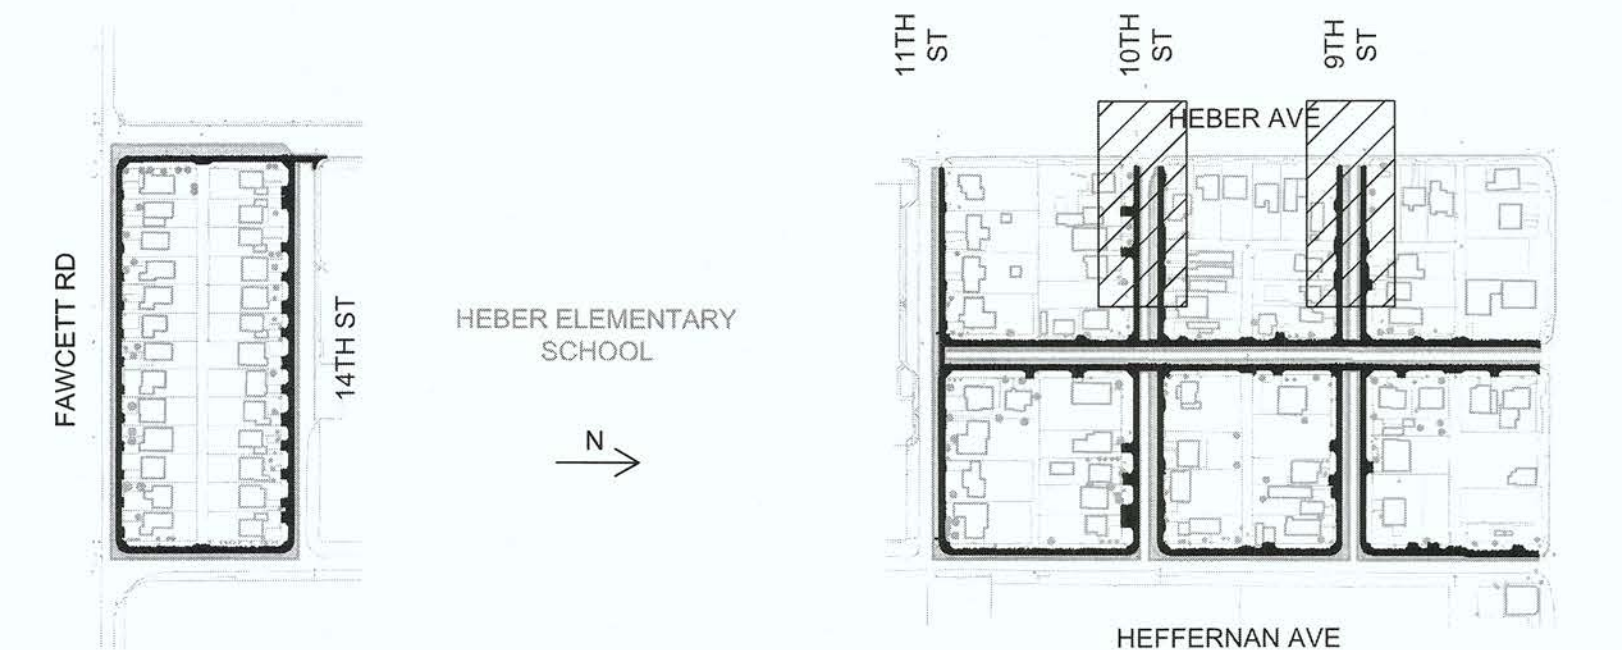 11TH
ST
10TH
ST
9TH
ST
HEBER AVE
FAWCETT RD
14TH ST
HEBER ELEMENTARY
SCHOOL
N
HEFFERNAN AVE